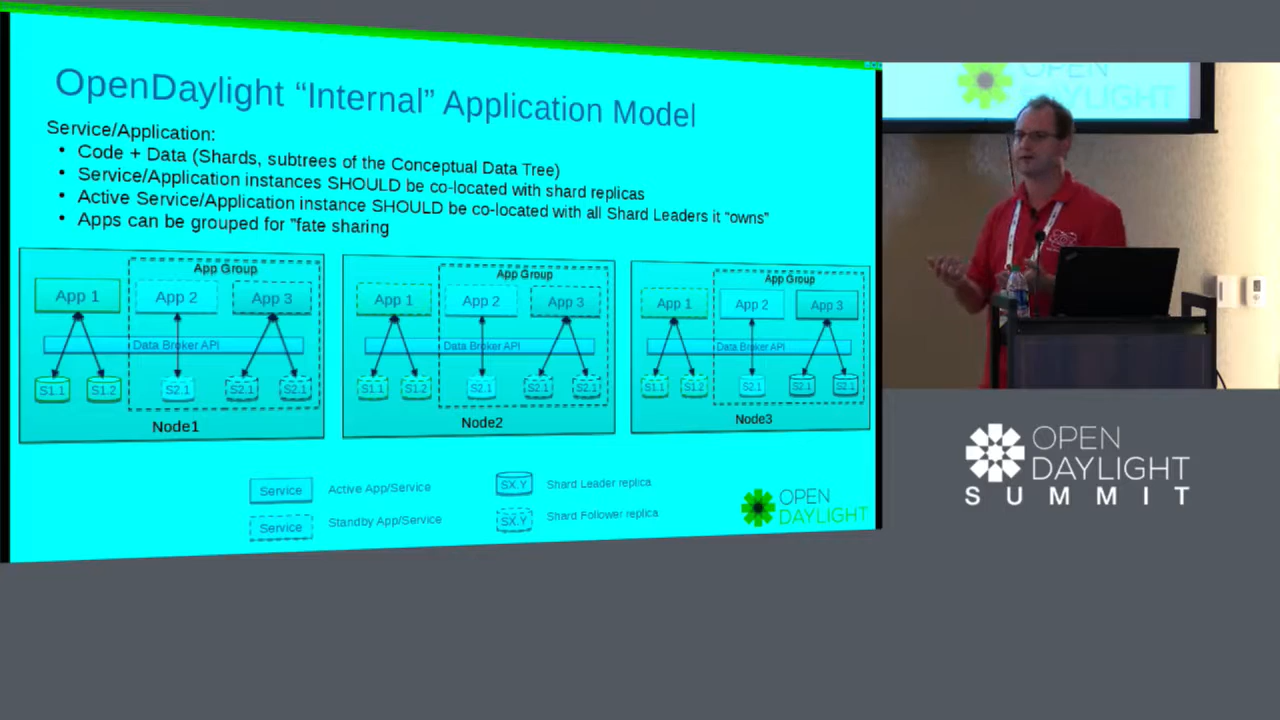 OpenDaylight “Internal” Application Model
Service/Application:
• Code + Data (Shards, subtrees of the Conceptual Data Tree)
• Service/Application instances SHOULD be co-located with shard replicas
• Active Service/Application instance SHOULD be co-located with all Shard Leaders it “owns”
• Apps can be grouped for "fate sharing
App Group
App 1 App 2 App 3
Data Broker API
S1.1 S1.2 S2.1 S2.1 S2.1
Node1
App Group
App 1 App 2 App 3
Data Broker API
S1.1 S1.2 S2.1 S2.1 S2.1
Node2
App Group
App 1 App 2 App 3
Data Broker API
S1.1 S1.2 S2.1 S2.1 S2.1
Node3
Service Active App/Service
SX.Y Shard Leader replica
Service Standby App/Service
SX.Y Shard Follower replica
OPEN
DAYLIGHT
OPEN
DAYLIGHT
OPEN
DAYLIGHT
SUMMIT